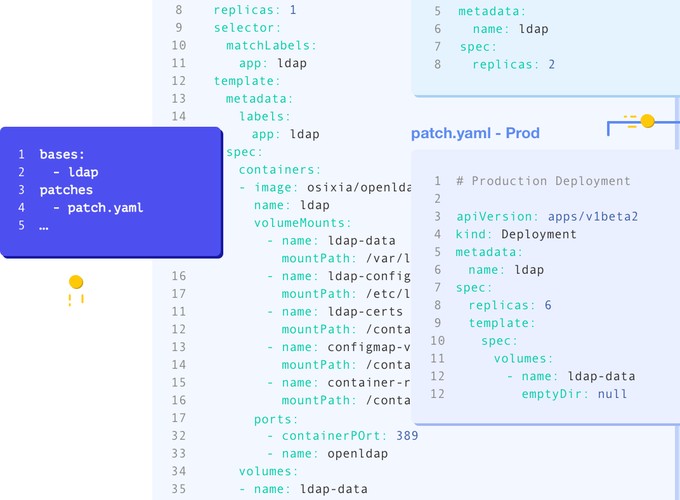 1 bases:
2 - ldap
3 patches
4 - patch.yaml
5 …
8 replicas: 1
9 selector:
10 matchLabels:
11 app: ldap
12 template:
13 metadata:
14 labels:
app: ldap
spec:
containers:
- image: osixia/openlda
name: ldap
volumeMounts:
- name: ldap-data
mountPath: /var/l
16 - name: ldap-config
17 mountPath: /etc/l
11 - name: ldap-certs
12 mountPath: /conta
13 - name: configmap-v
14 mountPath: /conta
15 - name: container-r
16 mountPath: /conta
17 ports:
32 - containerPOrt: 389
33 - name: openldap
34 volumes:
35 - name: ldap-data
5 metadata:
6 name: ldap
7 spec:
8 replicas: 2
patch.yaml - Prod
1 # Production Deployment
2
3 apiVersion: apps/v1beta2
4 kind: Deployment
5 metadata:
6 name: ldap
7 spec:
8 replicas: 6
9 template:
10 spec:
11 volumes:
12 - name: ldap-data
12 emptyDir: null